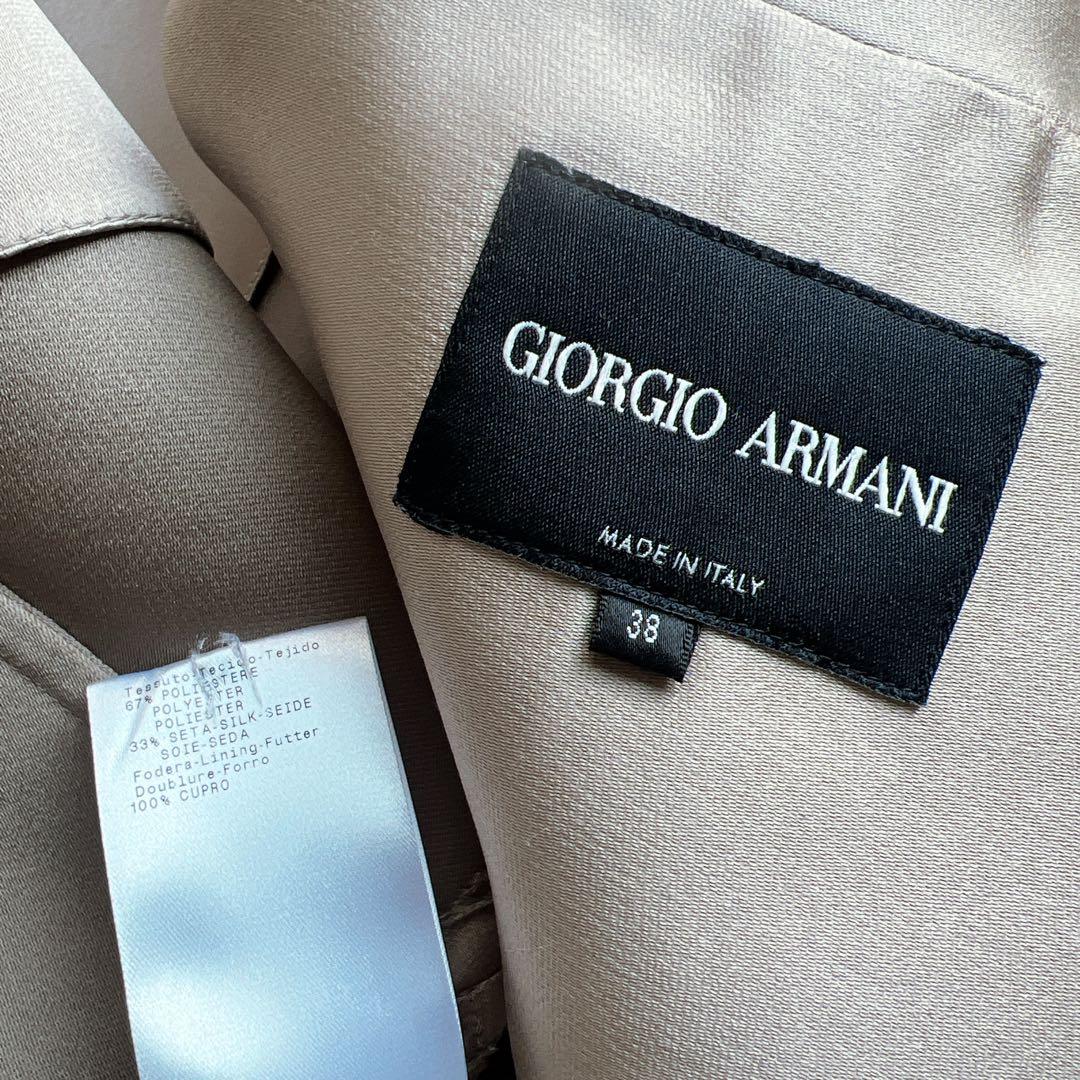 GIORGIO ARMANI
MADE IN ITALY
38
Tessuto-Tecido-Tejido
67% POLIESTERE
POLYESTER
POLIESTER
33% SETA-SILK-SEIDE
SOIE-SEDA
Fodera-Lining-Futter
Doublure-Forro
100% CUPRO